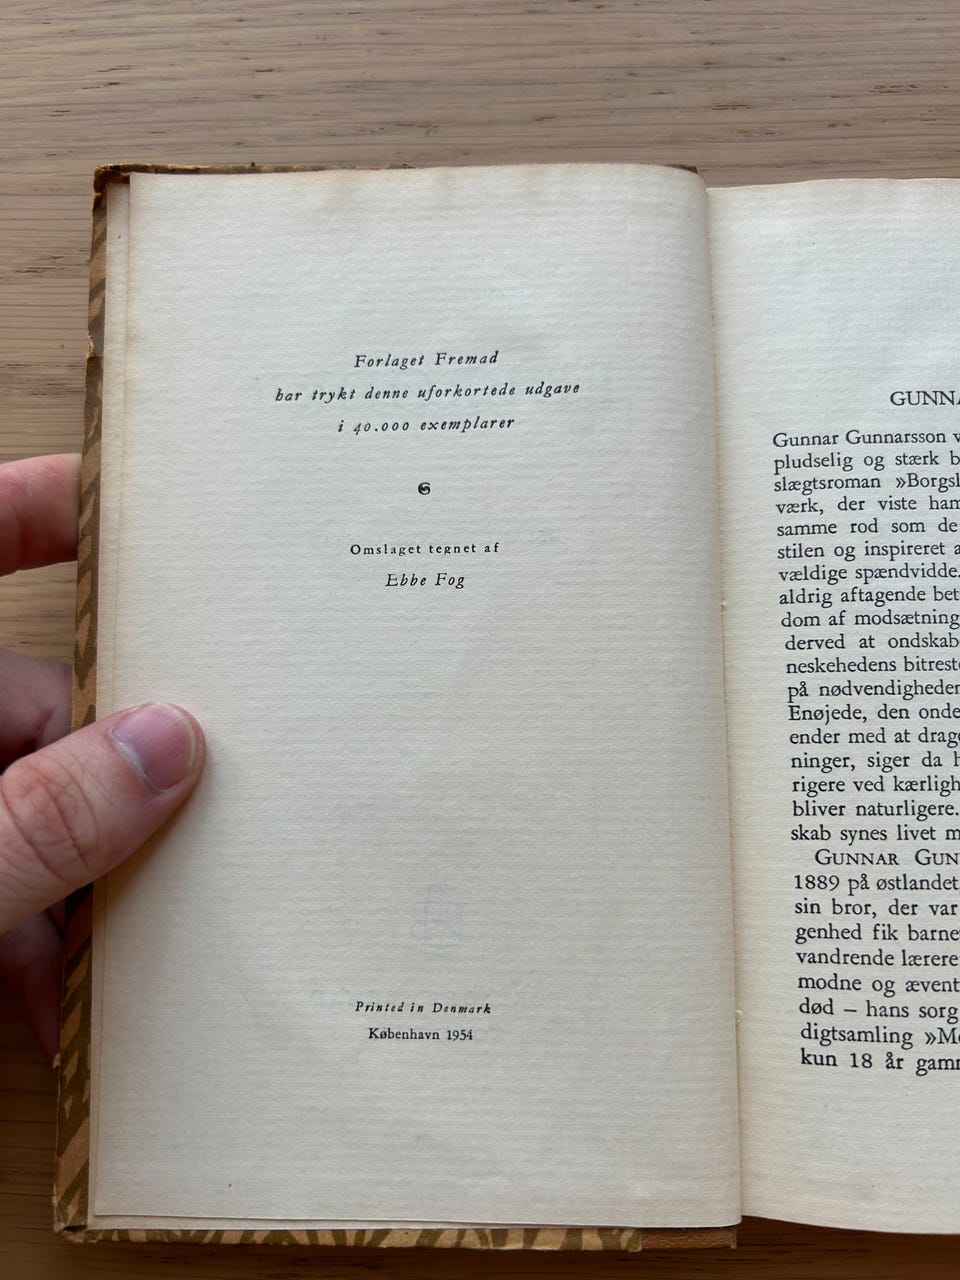 Forlaget Fremad
har trykt denne uforkortede udgave
i 40.000 exemplarer
Omslaget tegnet af
Ebbe Fog
Printed in Denmark
København 1954
GUNNA
Gunnar Gunnarsson v
pludselig og stærk b
slægtsroman »Borgsl
værk, der viste ham
samme rod som de
stilen og inspireret a
vældige spændvidde.
aldrig aftagende bet
dom af modsætning
derved at ondskab
neskehedens bitreste
på nødvendigheden
Enøjede, den onde
ender med at drage
ninger, siger da h
rigere ved kærligh
bliver naturligere.
skab synes livet m
GUNNAR GUN
1889 på østlandet
sin bror, der var
genhed fik barne
vandrende lærere
modne og ævent
død – hans sorg
digtsamling »Mo
kun 18 år gamm